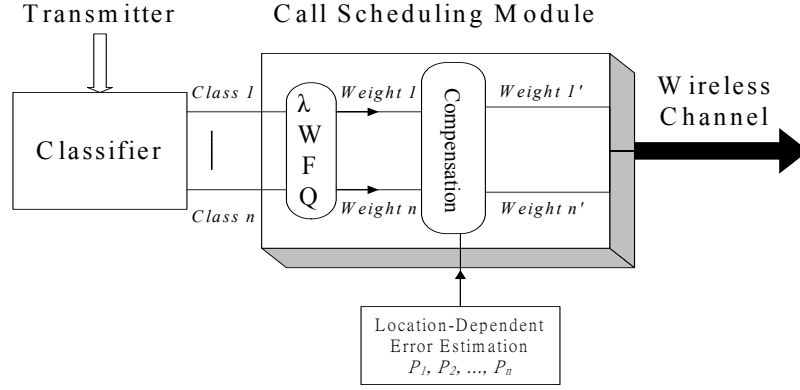 Transmitter
Call Scheduling Module
Classifier
Class 1
Class n
λ
W
F
Q
Weight 1
Weight n
Compensation
Weight 1'
Weight n'
Wireless
Channel
Location-Dependent
Error Estimation
P1, P2, ..., Pn